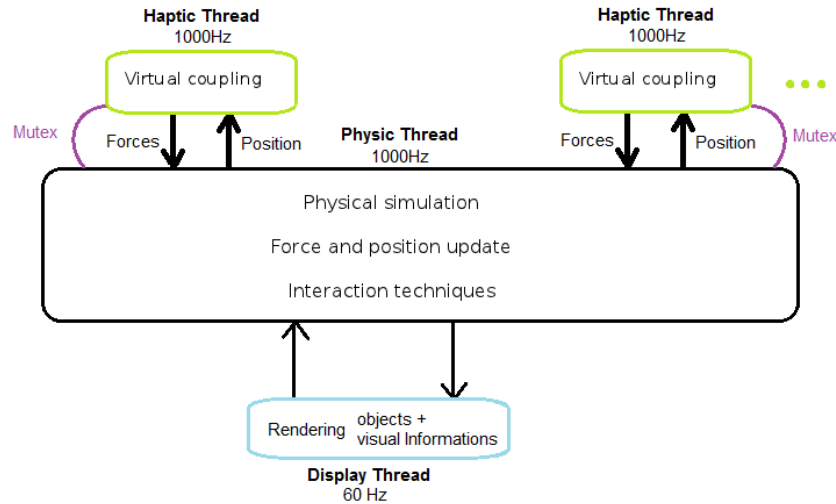 Haptic Thread
1000Hz
Virtual coupling
Mutex
Forces
Position
Haptic Thread
1000Hz
Virtual coupling
Mutex
Forces
Position
Physic Thread
1000Hz
Physical simulation
Force and position update
Interaction techniques
Rendering
objects +
visual Informations
Display Thread
60 Hz